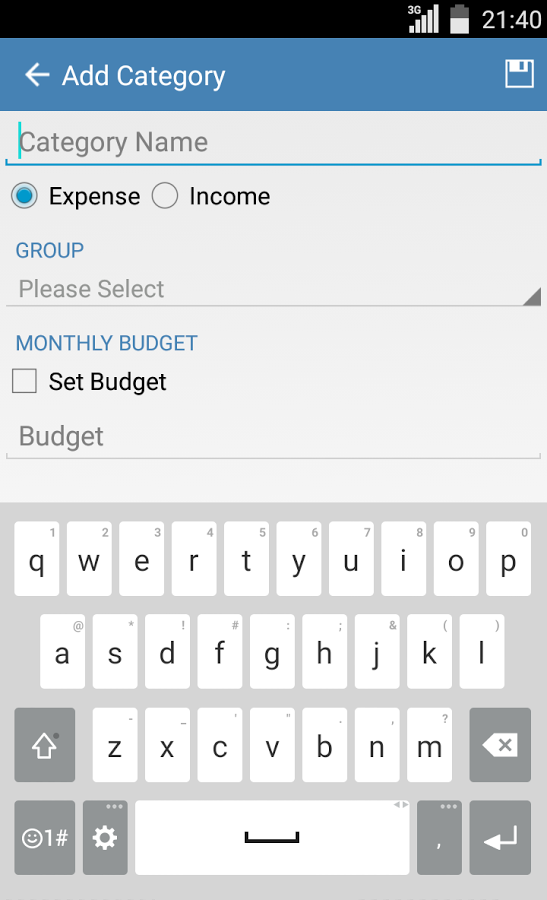 3G 21:40
Add Category
Category Name
Expense Income
GROUP
Please Select
MONTHLY BUDGET
Set Budget
Budget
1 2 3 4 5 6 7 8 9 0
q w e r t y u i o p
@ * ! # : ; & ( )
a s d f g h j k l
- _ ' " . , ?
z x c v b n m
1# ,